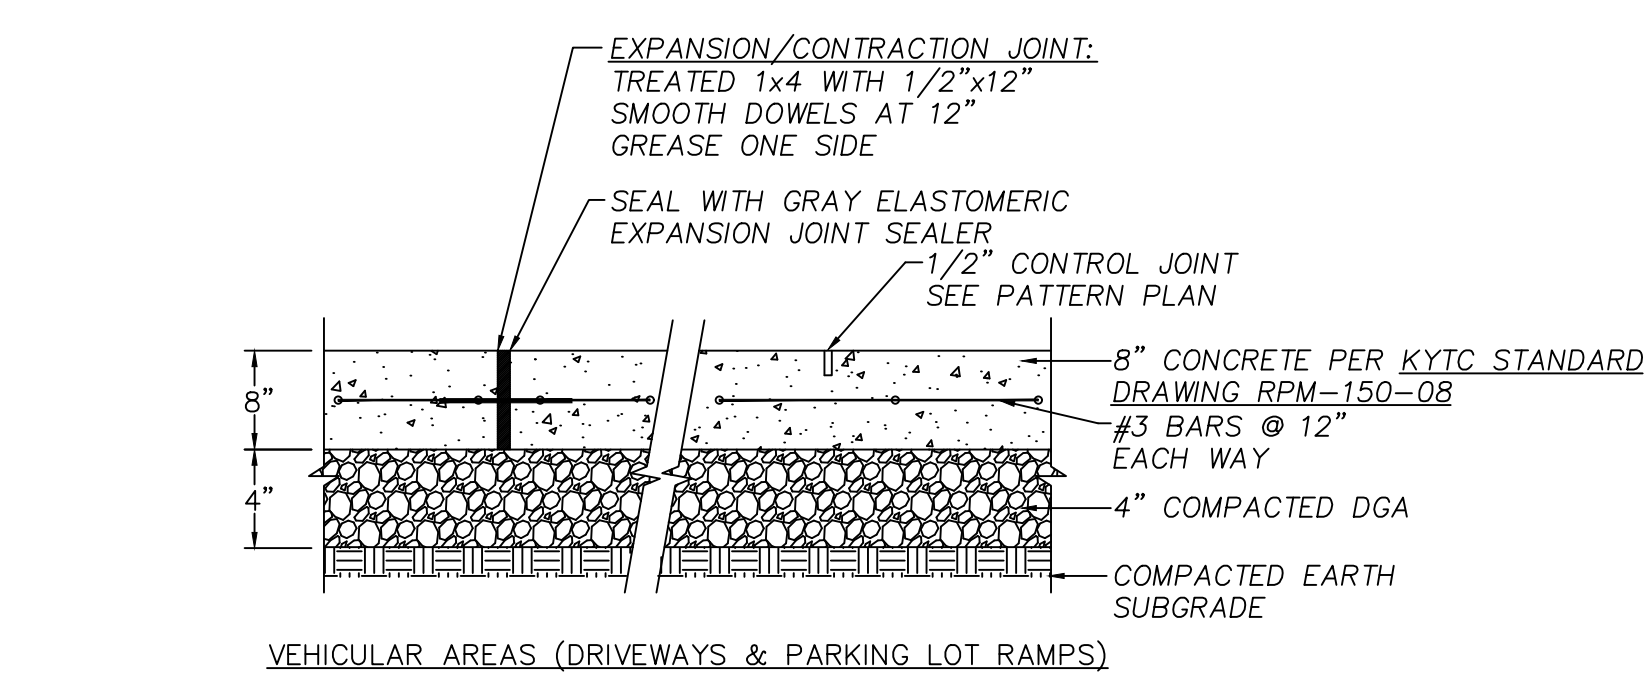 EXPANSION/CONTRACTION JOINT:
TREATED 1x4 WITH 1/2”x12”
SMOOTH DOWELS AT 12”
GREASE ONE SIDE
SEAL WITH GRAY ELASTOMERIC
EXPANSION JOINT SEALER
1/2” CONTROL JOINT
SEE PATTERN PLAN
8” CONCRETE PER KYTC STANDARD
DRAWING RPM-150-08
#3 BARS @ 12”
EACH WAY
8”
4”
4” COMPACTED DGA
COMPACTED EARTH
SUBGRADE
VEHICULAR AREAS (DRIVEWAYS & PARKING LOT RAMPS)